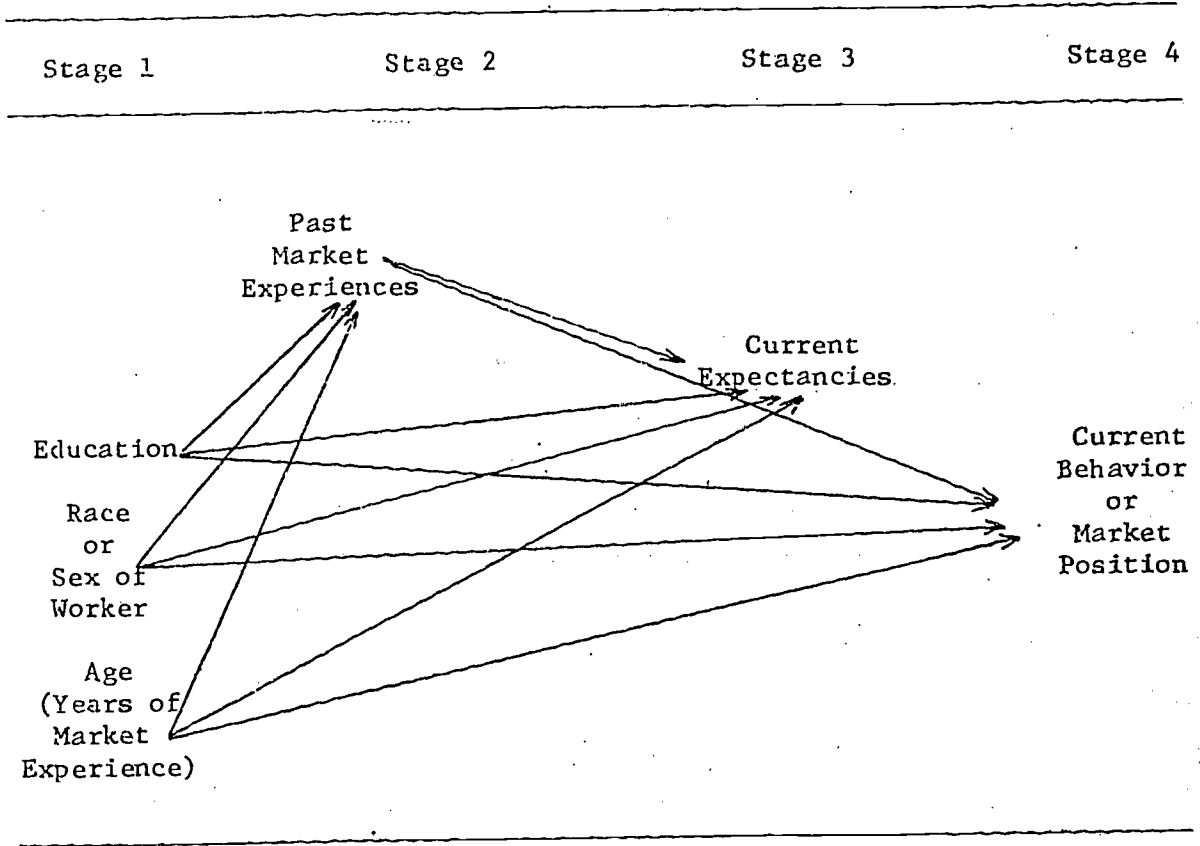 Stage 1 Stage 2 Stage 3 Stage 4
Past
Market
Experiences
Current
Expectancies
Education
Race
or
Sex of
Worker
Age
(Years of
Market
Experience)
Current
Behavior
or
Market
Position